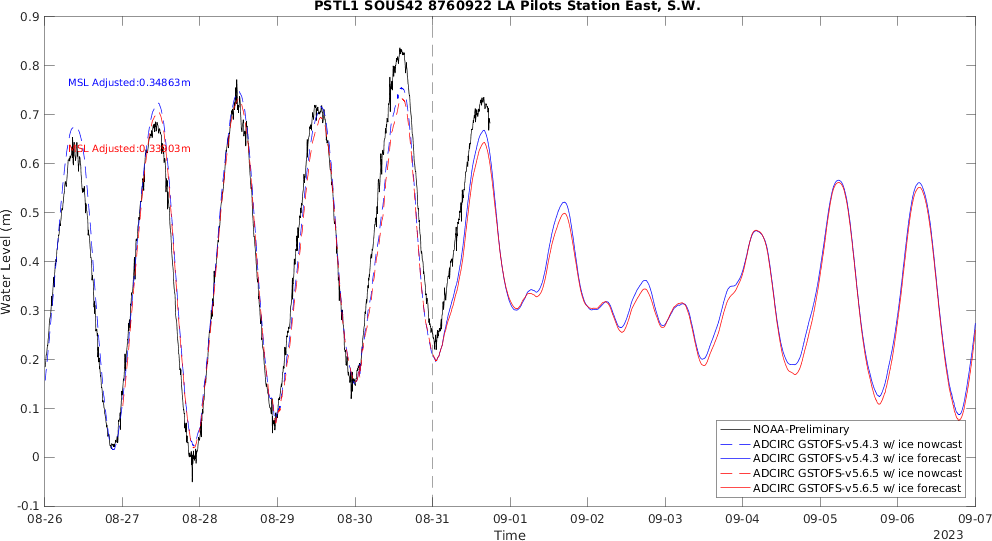 PSTL1 SOUS42 8760922 LA Pilots Station East, S.W.
0.9
0.8
0.7
0.6
0.5
0.4
0.3
0.2
0.1
0
-0.1
Water Level (m)
MSL Adjusted:0.34863m
MSL Adjusted:0.33903m
NOAA-Preliminary
ADCIRC GSTOFS-v5.4.3 w/ ice nowcast
ADCIRC GSTOFS-v5.4.3 w/ ice forecast
ADCIRC GSTOFS-v5.6.5 w/ ice nowcast
ADCIRC GSTOFS-v5.6.5 w/ ice forecast
08-26 08-27 08-28 08-29 08-30 08-31 09-01 09-02 09-03 09-04 09-05 09-06 09-07
Time
2023